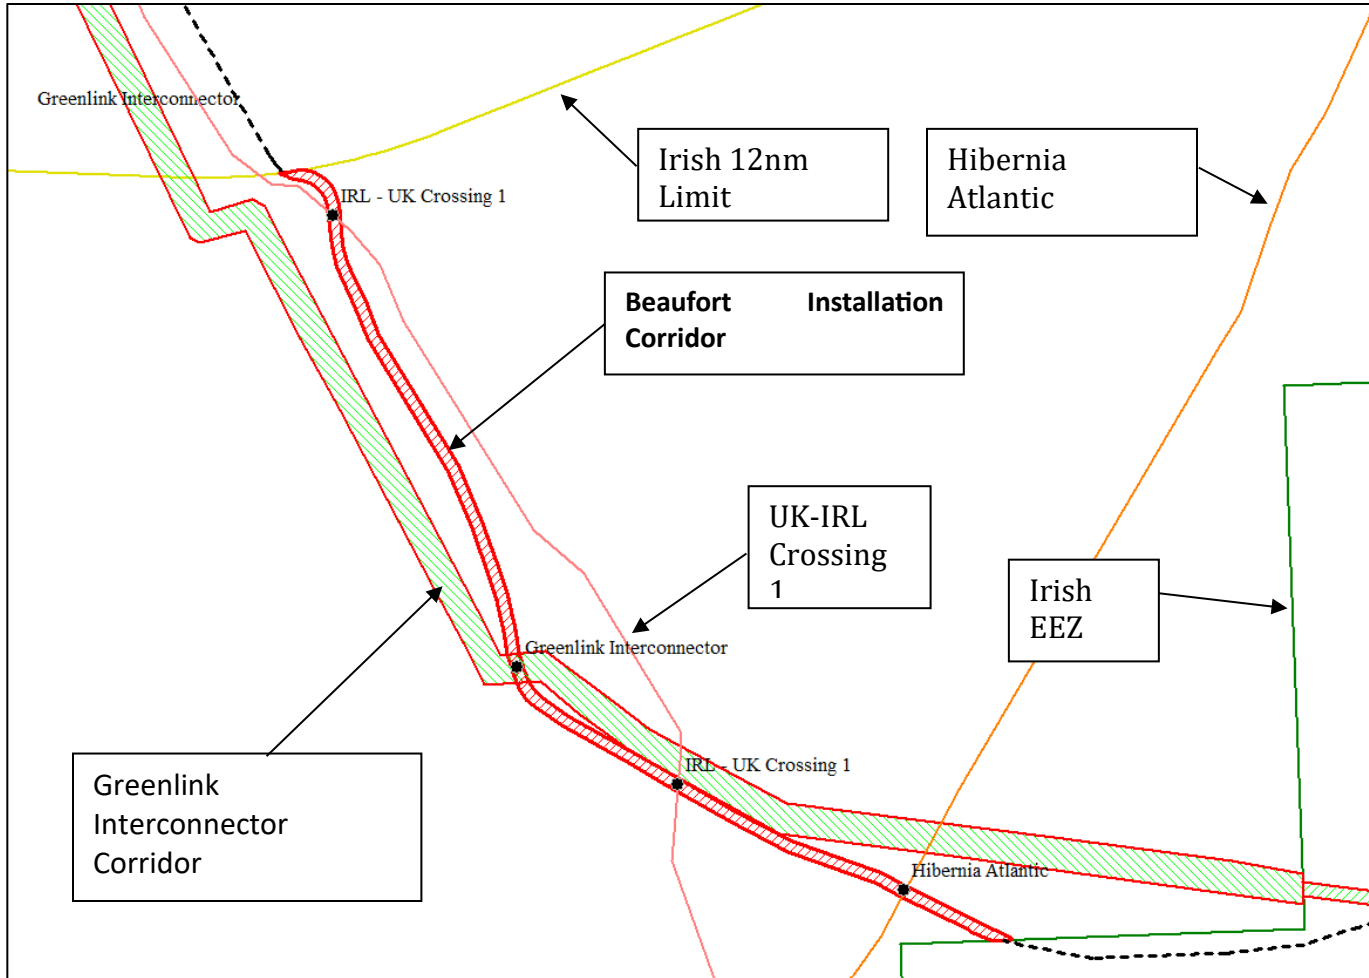 Greenlink Interconnector
Irish 12nm
Limit
Hibernia
Atlantic
IRL - UK Crossing 1
Beaufort Installation
Corridor
UK-IRL
Crossing
1
Irish
EEZ
Greenlink Interconnector
IRL - UK Crossing 1
Greenlink
Interconnector
Corridor
Hibernia Atlantic